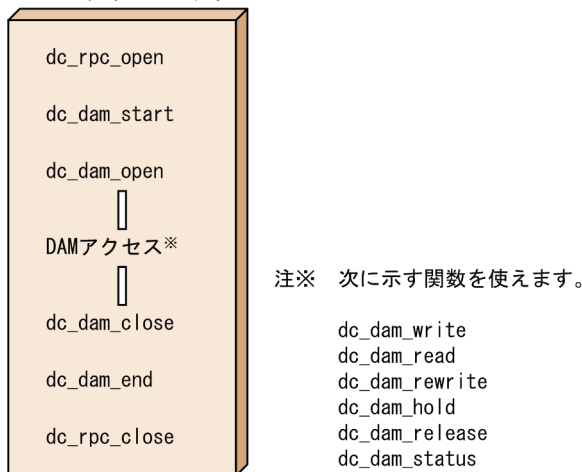 dc_rpc_open
dc_dam_start
dc_dam_open
DAMアクセス※
dc_dam_close
dc_dam_end
dc_rpc_close
注※ 次に示す関数を使えます。
dc_dam_write
dc_dam_read
dc_dam_rewrite
dc_dam_hold
dc_dam_release
dc_dam_status